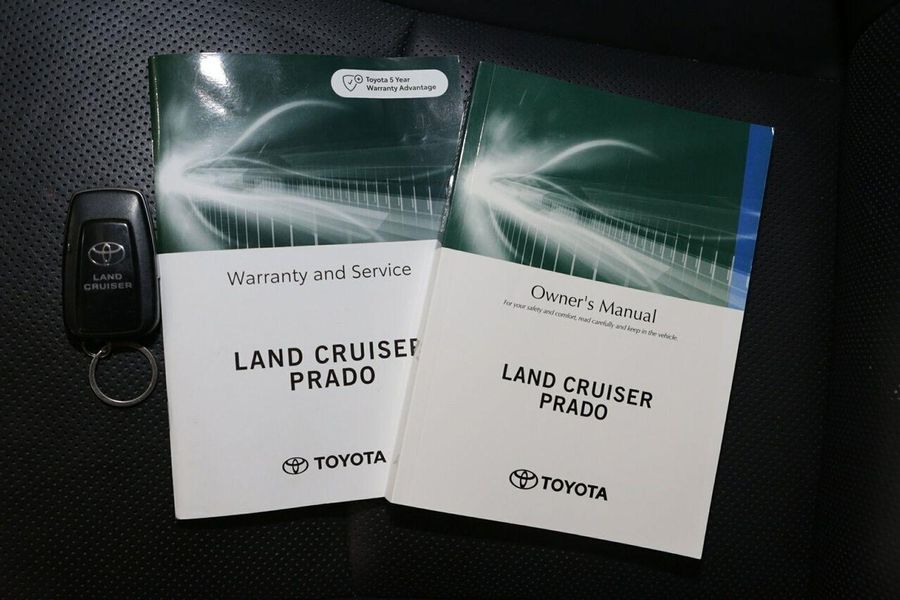 Toyota 5 Year
Warranty Advantage
Warranty and Service
LAND CRUISER
PRADO
TOYOTA
Owner's Manual
For your safety and comfort, read carefully and keep in the vehicle.
LAND CRUISER
PRADO
TOYOTA
LAND
CRUISER